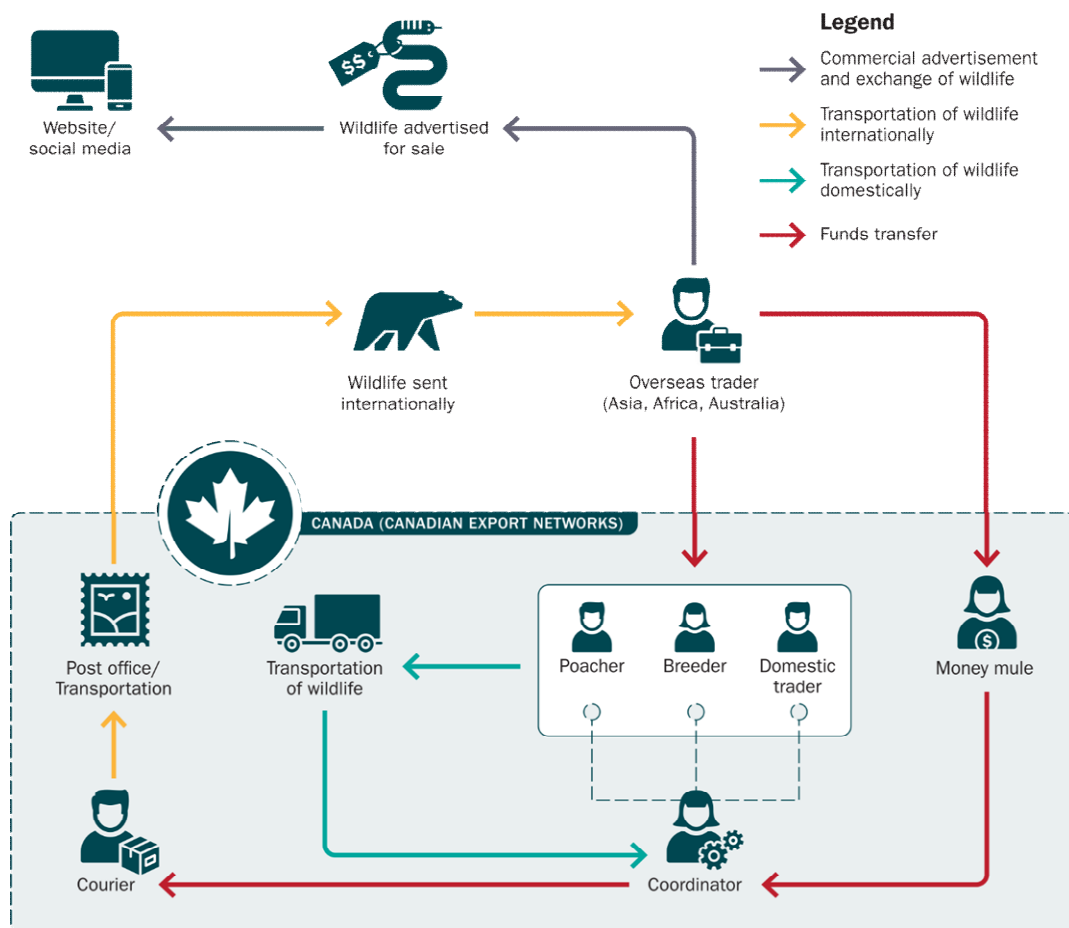 Legend
Commercial advertisement
and exchange of wildlife
Transportation of wildlife
internationally
Transportation of wildlife
domestically
Funds transfer
$$
Website/
social media
Wildlife advertised
for sale
Wildlife sent
internationally
Overseas trader
(Asia, Africa, Australia)
CANADA (CANADIAN EXPORT NETWORKS)
Post office/
Transportation
Transportation
of wildlife
Poacher
Breeder
Domestic
trader
$
Money mule
Courier
Coordinator